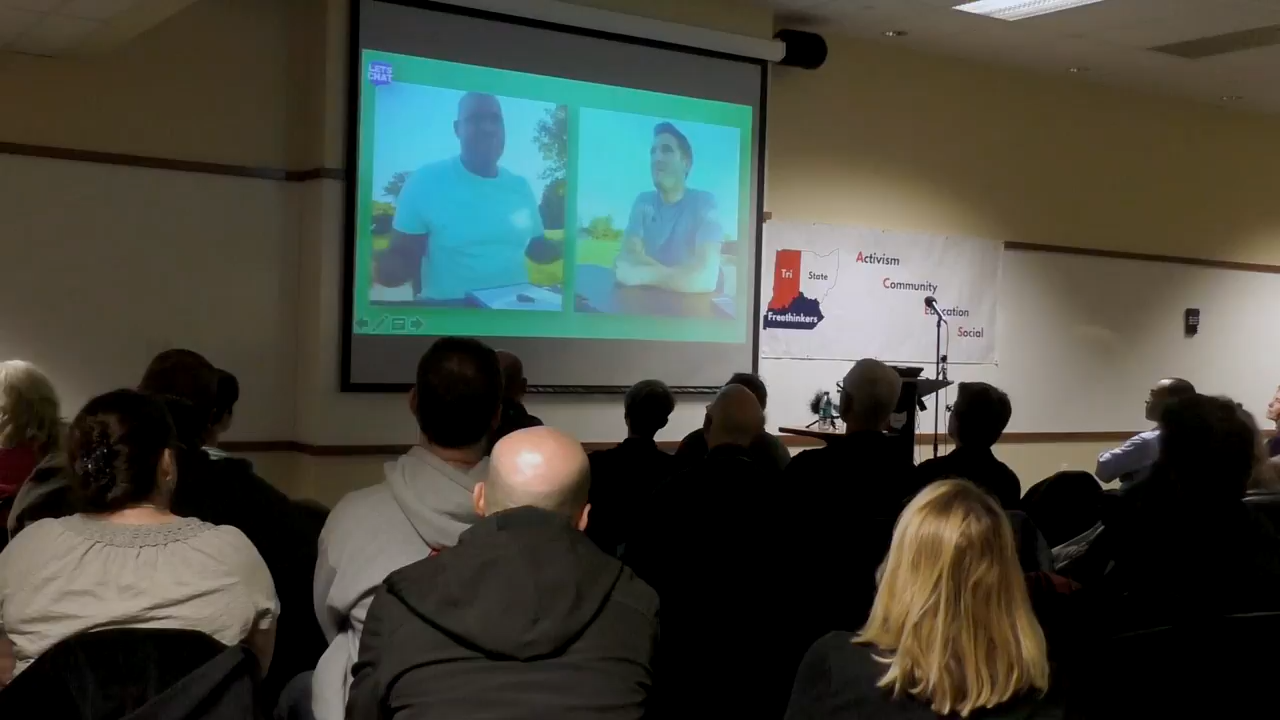 LET'S
CHAT
Tri State
Freethinkers
Activism
Community
Education
Social